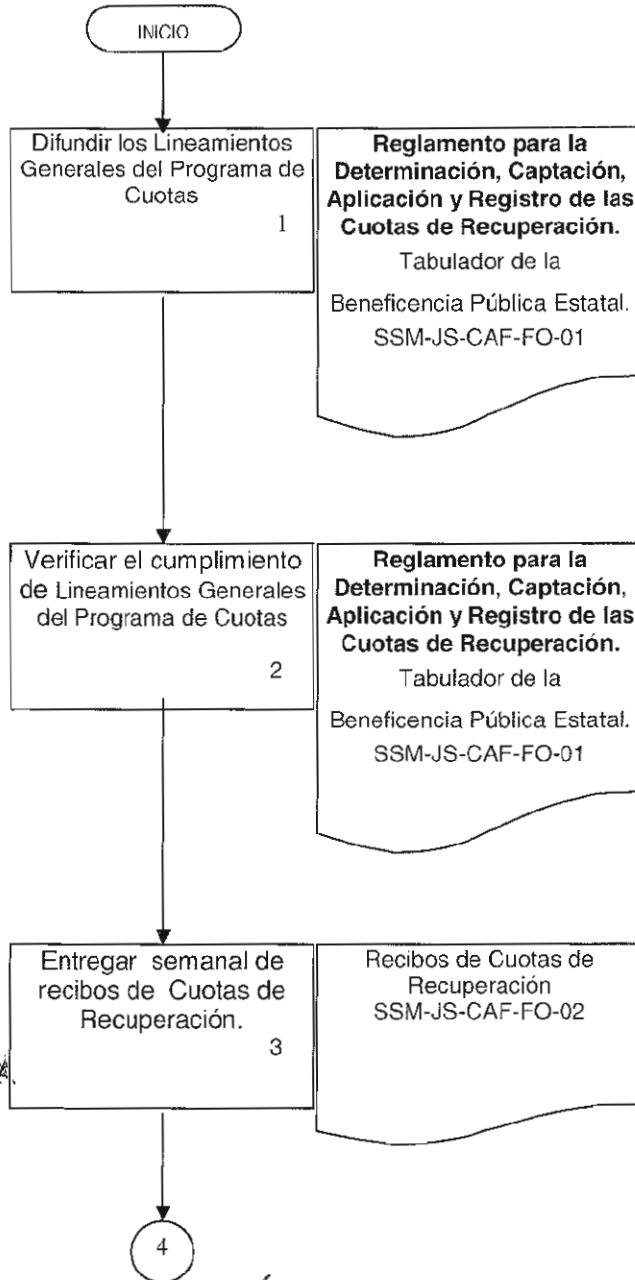 INICIO
Difundir los Lineamientos
Generales del Programa de
Cuotas
1
Reglamento para la
Determinación, Captación,
Aplicación y Registro de las
Cuotas de Recuperación.
Tabulador de la
Beneficencia Pública Estatal.
SSM-JS-CAF-FO-01
Verificar el cumplimiento
de Lineamientos Generales
del Programa de Cuotas
2
Reglamento para la
Determinación, Captación,
Aplicación y Registro de las
Cuotas de Recuperación.
Tabulador de la
Beneficencia Pública Estatal.
SSM-JS-CAF-FO-01
Entregar semanal de
recibos de Cuotas de
Recuperación.
3
Recibos de Cuotas de
Recuperación
SSM-JS-CAF-FO-02
4